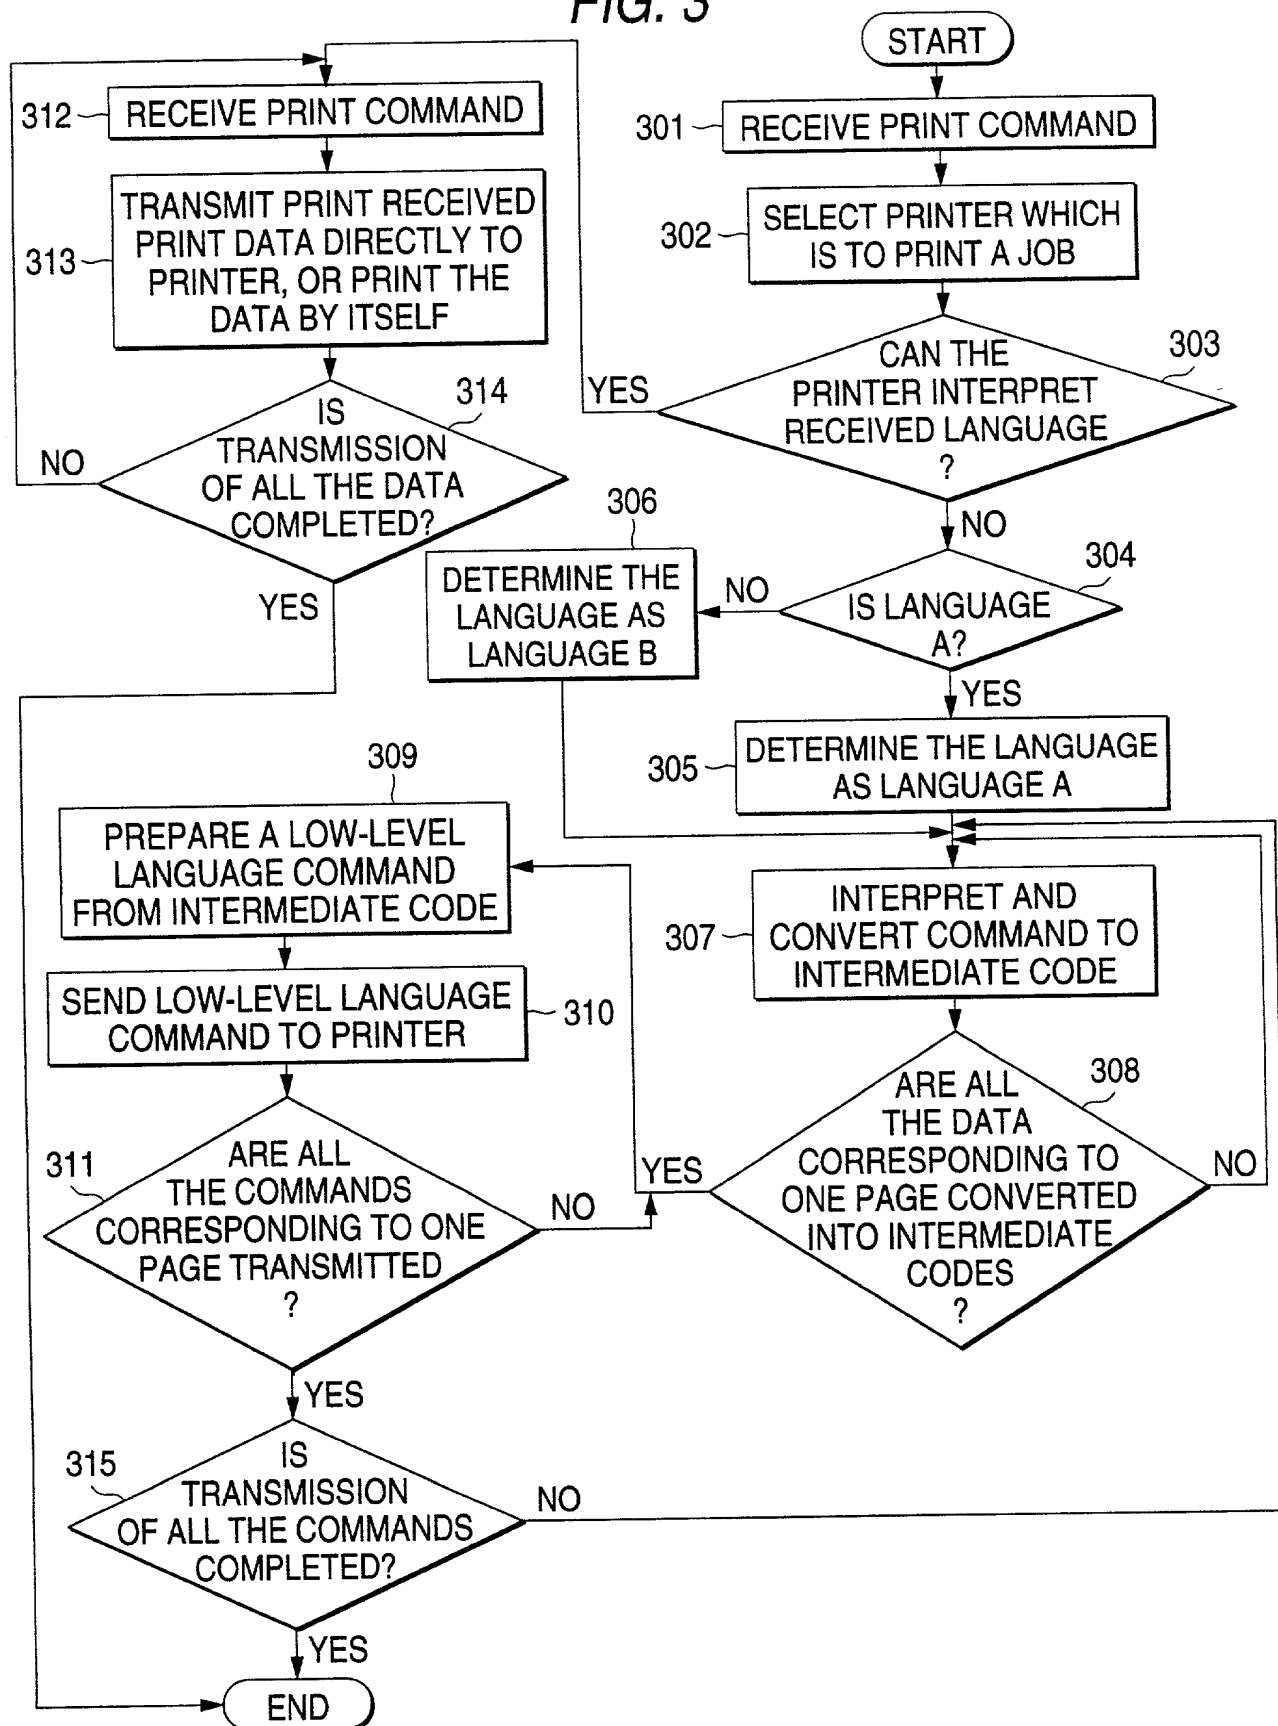 FIG. 3
START
301
RECEIVE PRINT COMMAND
302
SELECT PRINTER WHICH
IS TO PRINT A JOB
303
CAN THE
PRINTER INTERPRET
RECEIVED LANGUAGE
?
YES
NO
304
IS LANGUAGE
A?
NO
YES
306
DETERMINE THE
LANGUAGE AS
LANGUAGE B
305
DETERMINE THE LANGUAGE
AS LANGUAGE A
307
INTERPRET AND
CONVERT COMMAND TO
INTERMEDIATE CODE
308
ARE ALL
THE DATA
CORRESPONDING TO
ONE PAGE CONVERTED
INTO INTERMEDIATE
CODES
?
YES
NO
309
PREPARE A LOW-LEVEL
LANGUAGE COMMAND
FROM INTERMEDIATE CODE
310
SEND LOW-LEVEL LANGUAGE
COMMAND TO PRINTER
311
ARE ALL
THE COMMANDS
CORRESPONDING TO ONE
PAGE TRANSMITTED
?
NO
YES
315
IS
TRANSMISSION
OF ALL THE COMMANDS
COMPLETED?
NO
YES
END
312
RECEIVE PRINT COMMAND
313
TRANSMIT PRINT RECEIVED
PRINT DATA DIRECTLY TO
PRINTER, OR PRINT THE
DATA BY ITSELF
314
IS
TRANSMISSION
OF ALL THE DATA
COMPLETED?
NO
YES